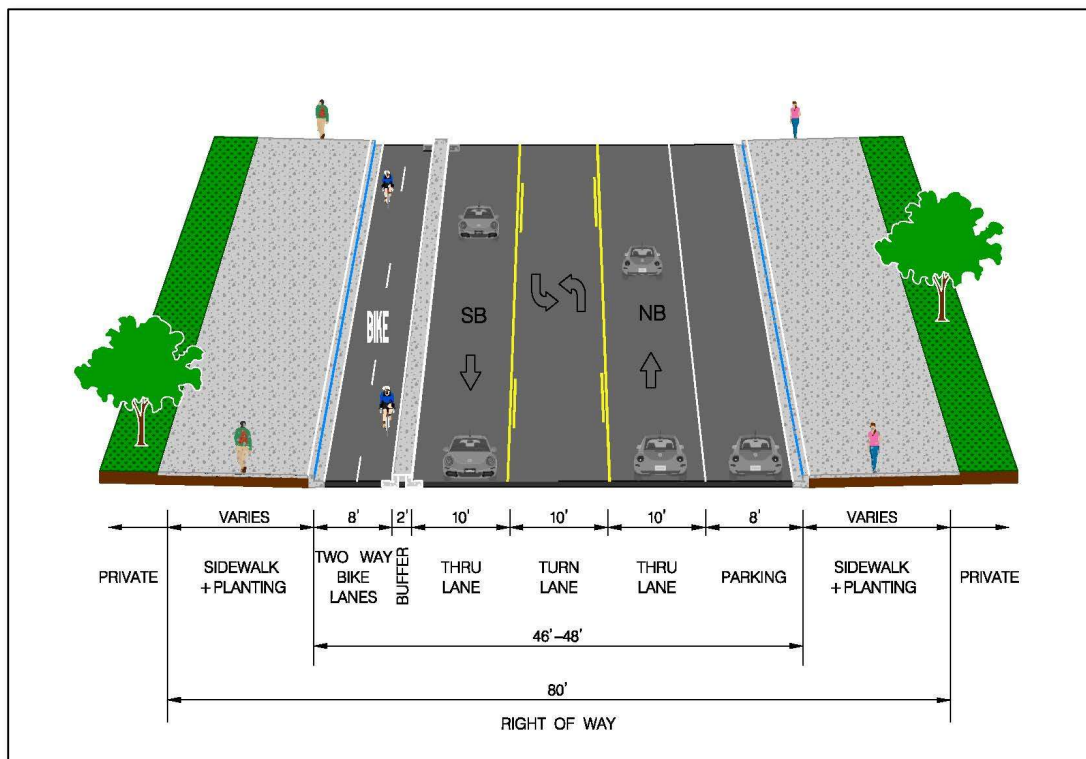 BIKE
SB
NB
VARIES
8'
2'
10'
10'
10'
8'
VARIES
PRIVATE
SIDEWALK
+PLANTING
TWO WAY
BIKE
LANES
BUFFER
THRU
LANE
TURN
LANE
THRU
LANE
PARKING
SIDEWALK
+PLANTING
PRIVATE
46'-48'
80'
RIGHT OF WAY